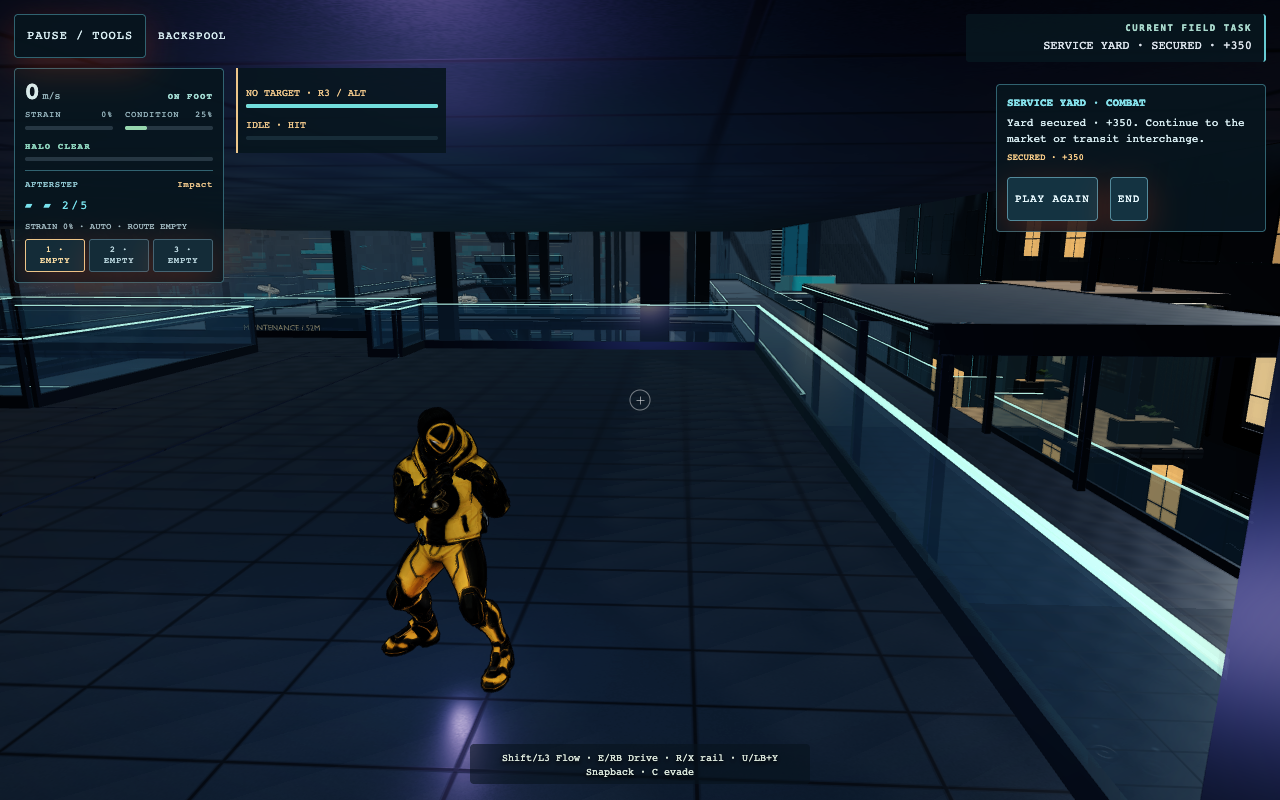 PAUSE / TOOLS
BACKSPOOL
CURRENT FIELD TASK
SERVICE YARD · SECURED · +350
0 m/s
ON FOOT
STRAIN 0%
CONDITION 25%
HALO CLEAR
AFTERSTEP
Impact
2/5
STRAIN 0% · AUTO · ROUTE EMPTY
1 · EMPTY
2 · EMPTY
3 · EMPTY
NO TARGET · R3 / ALT
IDLE · HIT
SERVICE YARD · COMBAT
Yard secured · +350. Continue to the
market or transit interchange.
SECURED · +350
PLAY AGAIN
END
Shift/L3 Flow · E/RB Drive · R/X rail · U/LB+Y
Snapback · C evade